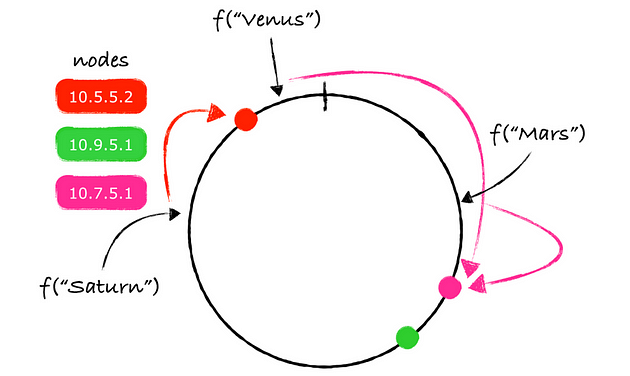 f("Venus")
nodes
10.5.5.2
10.9.5.1
10.7.5.1
f("Mars")
f("Saturn")